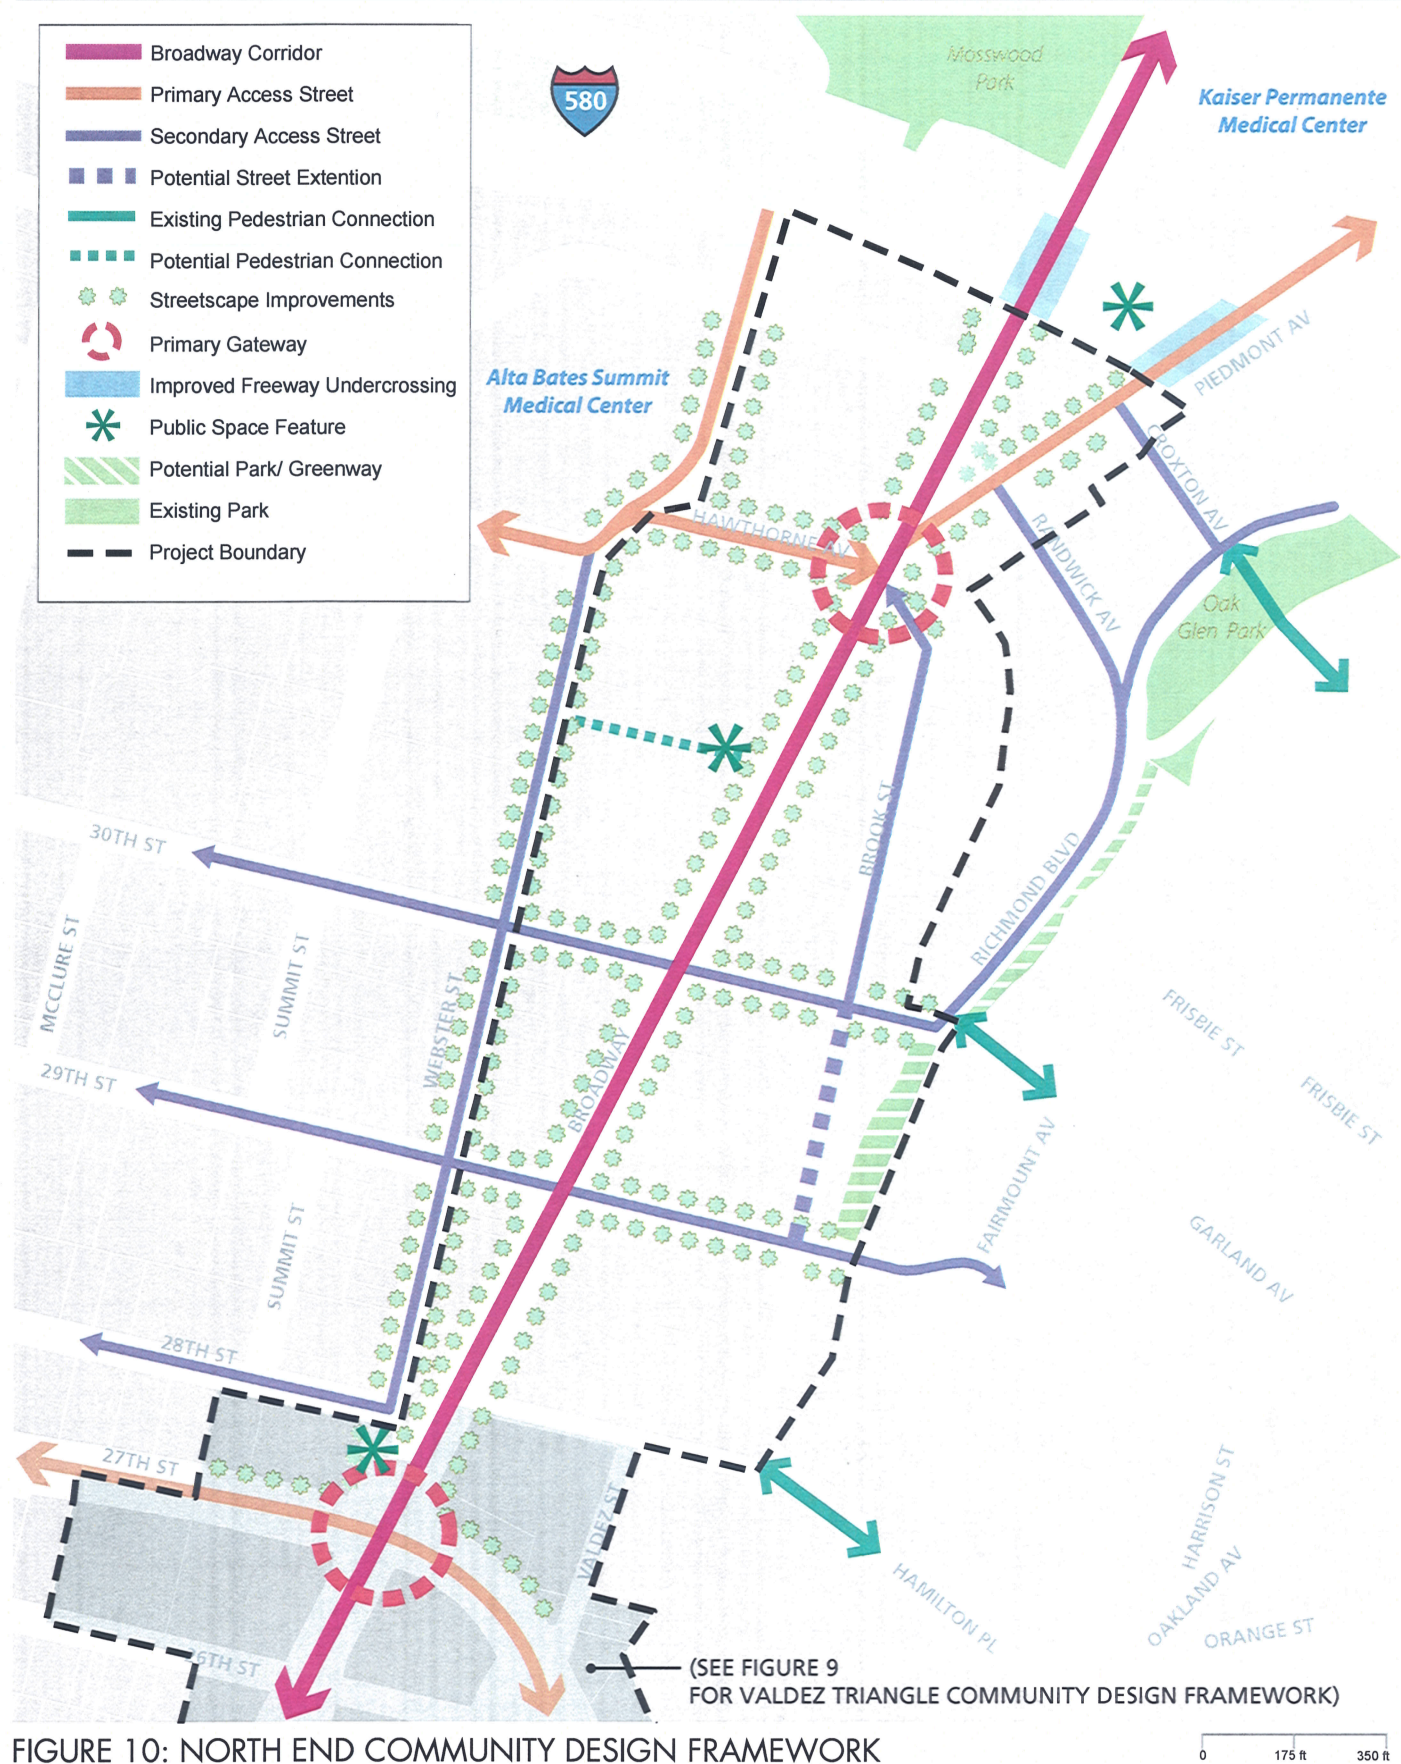 Broadway Corridor
Primary Access Street
Secondary Access Street
Potential Street Extention
Existing Pedestrian Connection
Potential Pedestrian Connection
Streetscape Improvements
Primary Gateway
Improved Freeway Undercrossing
Public Space Feature
Potential Park/ Greenway
Existing Park
Project Boundary
580
Mosswood
Park
Kaiser Permanente
Medical Center
Alta Bates Summit
Medical Center
PIEDMONT AV
CROXTON AV
RANDWICK AV
HAWTHORNE AV
Oak
Glen Park
BROOK ST
RICHMOND BLVD
30TH ST
MCCLURE ST
SUMMIT ST
WEBSTER ST
BROADWAY
29TH ST
FRISBIE ST
FRISBIE ST
FAIRMOUNT AV
GARLAND AV
SUMMIT ST
28TH ST
27TH ST
VALDEZ ST
HARRISON ST
OAKLAND AV
HAMILTON PL
ORANGE ST
26TH ST
(SEE FIGURE 9
FOR VALDEZ TRIANGLE COMMUNITY DESIGN FRAMEWORK)
FIGURE 10: NORTH END COMMUNITY DESIGN FRAMEWORK
0 175 ft 350 ft